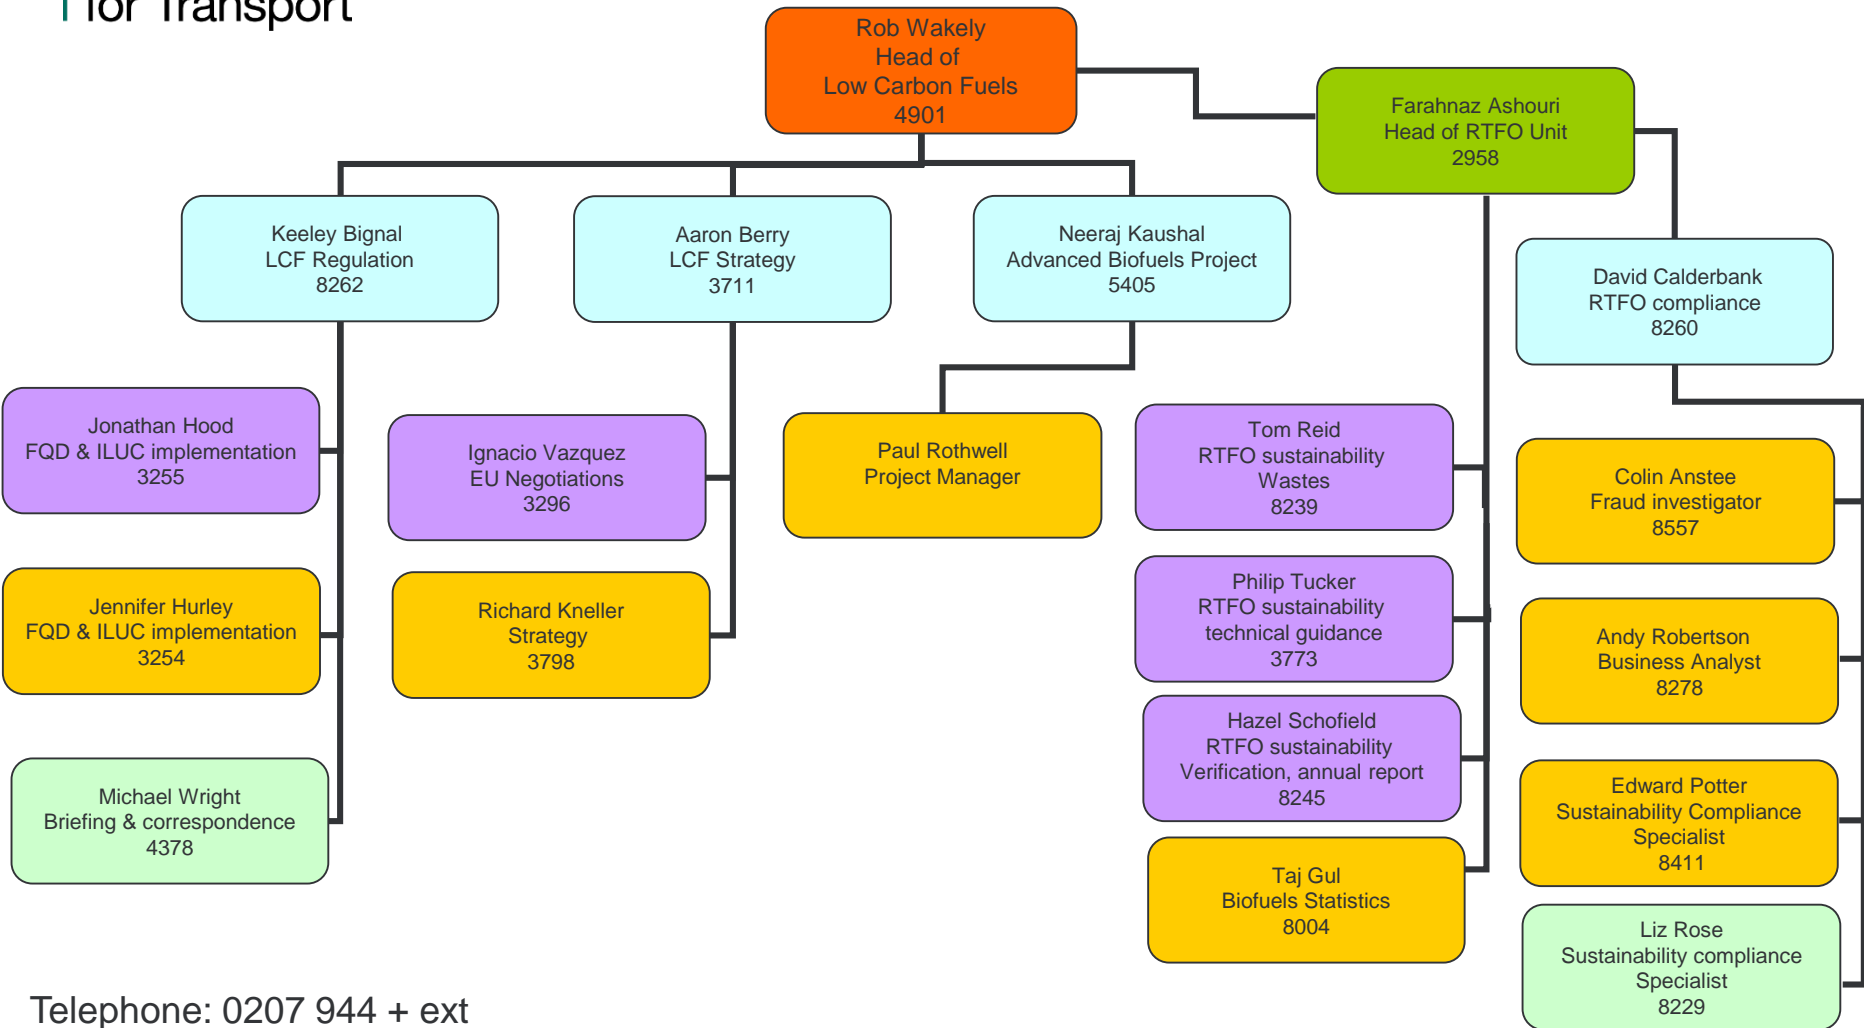 for Transport
Rob Wakely
Head of
Low Carbon Fuels
4901
Farahnaz Ashouri
Head of RTFO Unit
2958
Keeley Bignal
LCF Regulation
8262
Aaron Berry
LCF Strategy
3711
Neeraj Kaushal
Advanced Biofuels Project
5405
David Calderbank
RTFO compliance
8260
Jonathan Hood
FQD & ILUC implementation
3255
Ignacio Vazquez
EU Negotiations
3296
Paul Rothwell
Project Manager
Tom Reid
RTFO sustainability
Wastes
8239
Colin Anstee
Fraud investigator
8557
Jennifer Hurley
FQD & ILUC implementation
3254
Richard Kneller
Strategy
3798
Philip Tucker
RTFO sustainability
technical guidance
3773
Andy Robertson
Business Analyst
8278
Michael Wright
Briefing & correspondence
4378
Hazel Schofield
RTFO sustainability
Verification, annual report
8245
Edward Potter
Sustainability Compliance
Specialist
8411
Taj Gul
Biofuels Statistics
8004
Liz Rose
Sustainability compliance
Specialist
8229
Telephone: 0207 944 + ext